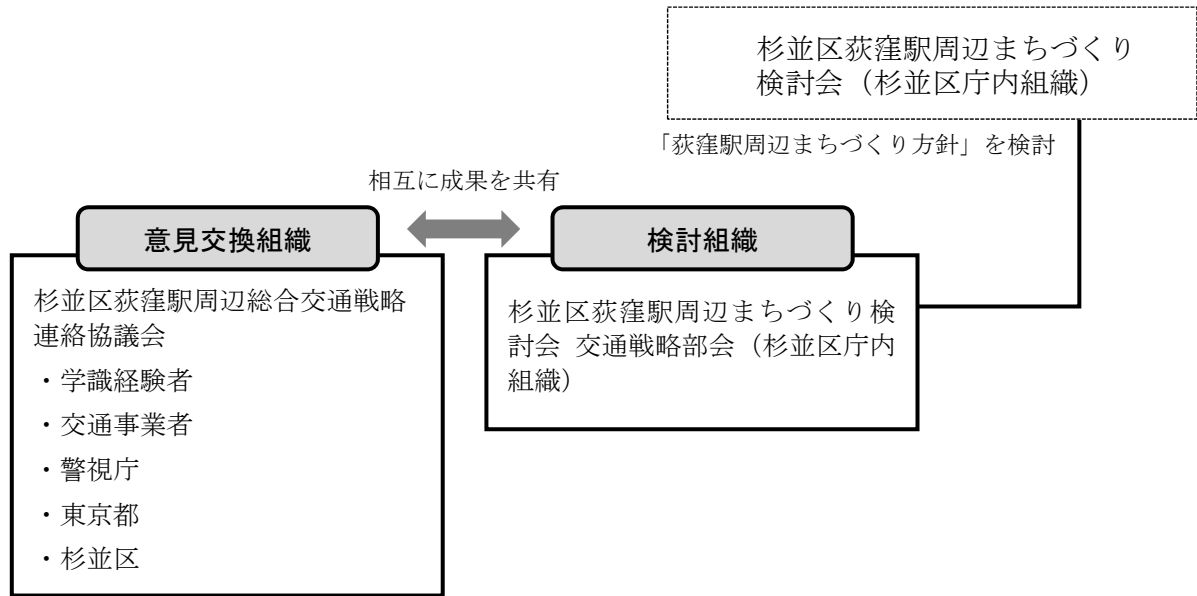 杉並区荻窪駅周辺まちづくり
検討会（杉並区庁内組織）
「荻窪駅周辺まちづくり方針」を検討
相互に成果を共有
意見交換組織
杉並区荻窪駅周辺総合交通戦略
連絡協議会
・学識経験者
・交通事業者
・警視庁
・東京都
・杉並区
検討組織
杉並区荻窪駅周辺まちづくり検
討会 交通戦略部会（杉並区庁内
組織）